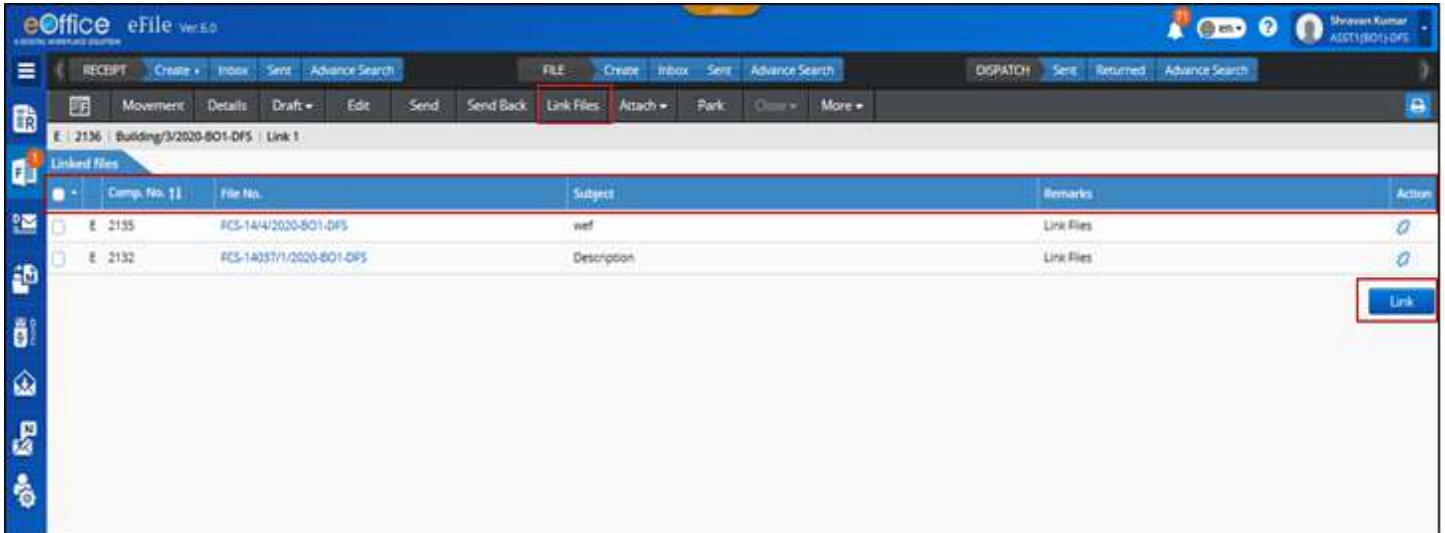 eOffice eFile Ver.6.0 21 en ? Shravan Kumar
A DIGITAL WORKPLACE SOLUTION ASST1(BO1)-DFS
RECEIPT Create Inbox Sent Advance Search FILE Create Inbox Sent Advance Search DISPATCH Sent Returned Advance Search
Movement Details Draft Edit Send Send Back Link Files Attach Park Close More
E | 2136 | Building/3/2020-BO1-DFS | Link 1
Linked files
Comp. No. File No. Subject Remarks Action
E 2135 FCS-14/4/2020-BO1-DFS wef Link Files
E 2132 FCS-14037/1/2020-BO1-DFS Description Link Files
Link